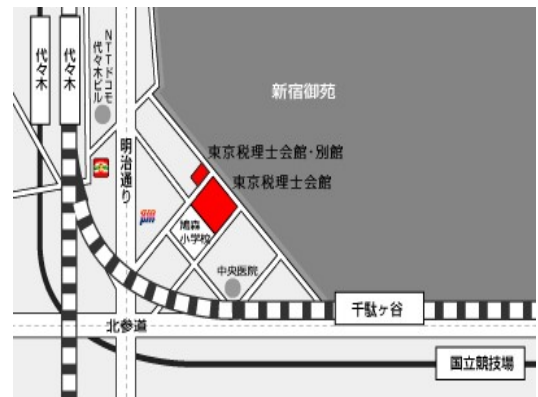 代々木
代々木
NTTドコモ
代々木ビル
新宿御苑
明治通り
東京税理士会館・別館
東京税理士会館
鳩森
小学校
中央医院
千駄ヶ谷
北参道
国立競技場